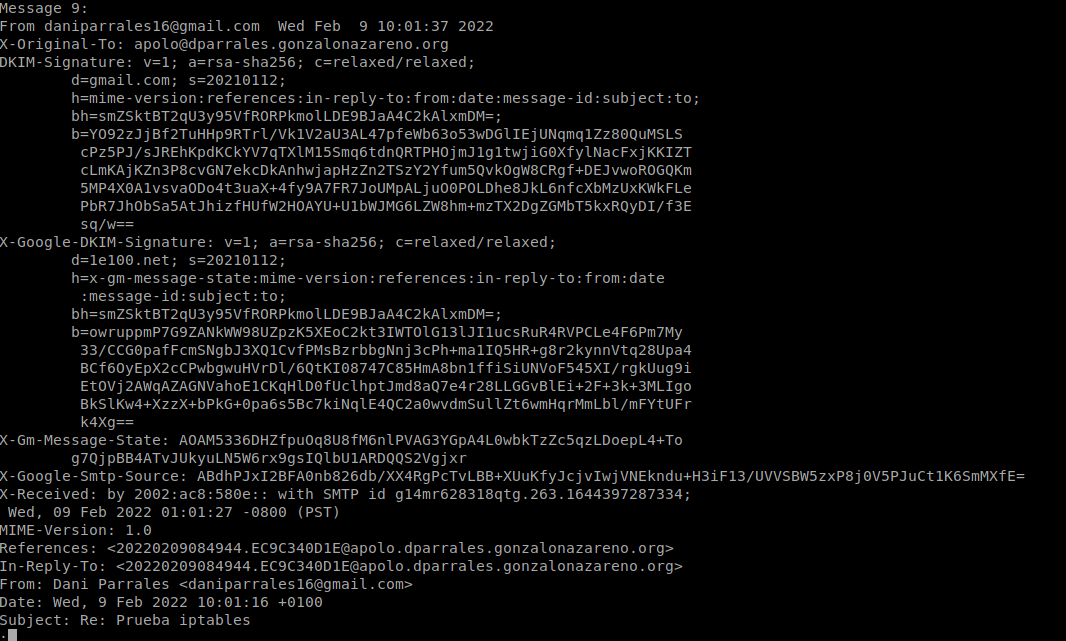 Message 9:
From daniparrales16@gmail.com  Wed Feb  9 10:01:37 2022
X-Original-To: apolo@dparrales.gonzalonazareno.org
DKIM-Signature: v=1; a=rsa-sha256; c=relaxed/relaxed;
        d=gmail.com; s=20210112;
        h=mime-version:references:in-reply-to:from:date:message-id:subject:to;
        bh=smZSktBT2qU3y95VfRORPkmolLDE9BJaA4C2kAlxmDM=;
        b=YO92zJjBf2TuHHp9RTrl/Vk1V2aU3AL47pfeWb63o53wDGlIEjUNqmq1Zz80QuMSLS
         cPz5PJ/sJREhKpdKCkYV7qTXlM15Smq6tdnQRTPHOjmJ1g1twjiG0XfylNacFxjKKIZT
         cLmKAjKZn3P8cvGN7ekcDkAnhwjapHzZn2TSzY2Yfum5QvkOgW8CRgf+DEJvwoROGQKm
         5MP4X0A1vsvaODo4t3uaX+4fy9A7FR7JoUMpALjuO0POLDhe8JkL6nfcXbMzUxKWkFLe
         PbR7JhObSa5AtJhizfHUfW2HOAYU+U1bWJMG6LZW8hm+mzTX2DgZGMbT5kxRQyDI/f3E
         sq/w==
X-Google-DKIM-Signature: v=1; a=rsa-sha256; c=relaxed/relaxed;
        d=1e100.net; s=20210112;
        h=x-gm-message-state:mime-version:references:in-reply-to:from:date
         :message-id:subject:to;
        bh=smZSktBT2qU3y95VfRORPkmolLDE9BJaA4C2kAlxmDM=;
        b=owruppmP7G9ZANkWW98UZpzK5XEoC2kt3IWTOlG13lJI1ucsRuR4RVPCLe4F6Pm7My
         33/CCG0pafFcmSNgbJ3XQ1CvfPMsBzrbbgNnj3cPh+ma1IQ5HR+g8r2kynnVtq28Upa4
         BCf6OyEpX2cCPwbgwuHVrDl/6QtKI08747C85HmA8bn1ffiSiUNVoF545XI/rgkUug9i
         EtOVj2AWqAZAGNVahoE1CKqHlD0fUClhptJmd8aQ7e4r28LLGGvBlEi+2F+3k+3MLIgo
         BkSlKw4+XzzX+bPkG+0pa6s5Bc7kiNqlE4QC2a0wvdmSullZt6wmHqrMmLbl/mFYtUFr
         k4Xg==
X-Gm-Message-State: AOAM5336DHZfpuOq8U8fM6nlPVAG3YGpA4L0wbkTzZc5qzLDoepL4+To
        g7QjpBB4ATvJUkyuLN5W6rx9gsIQlbU1ARDQQS2Vgjxr
X-Google-Smtp-Source: ABdhPJxI2BFA0nb826db/XX4RgPcTvLBB+XUuKfyJcjvIwjVNEkndu+H3iF13/UVVSBW5zxP8j0V5PJuCt1K6SmMXfE=
X-Received: by 2002:ac8:580e:: with SMTP id g14mr628318qtg.263.1644397287334;
 Wed, 09 Feb 2022 01:01:27 -0800 (PST)
MIME-Version: 1.0
References: <20220209084944.EC9C340D1E@apolo.dparrales.gonzalonazareno.org>
In-Reply-To: <20220209084944.EC9C340D1E@apolo.dparrales.gonzalonazareno.org>
From: Dani Parrales <daniparrales16@gmail.com>
Date: Wed, 9 Feb 2022 10:01:16 +0100
Subject: Re: Prueba iptables
: